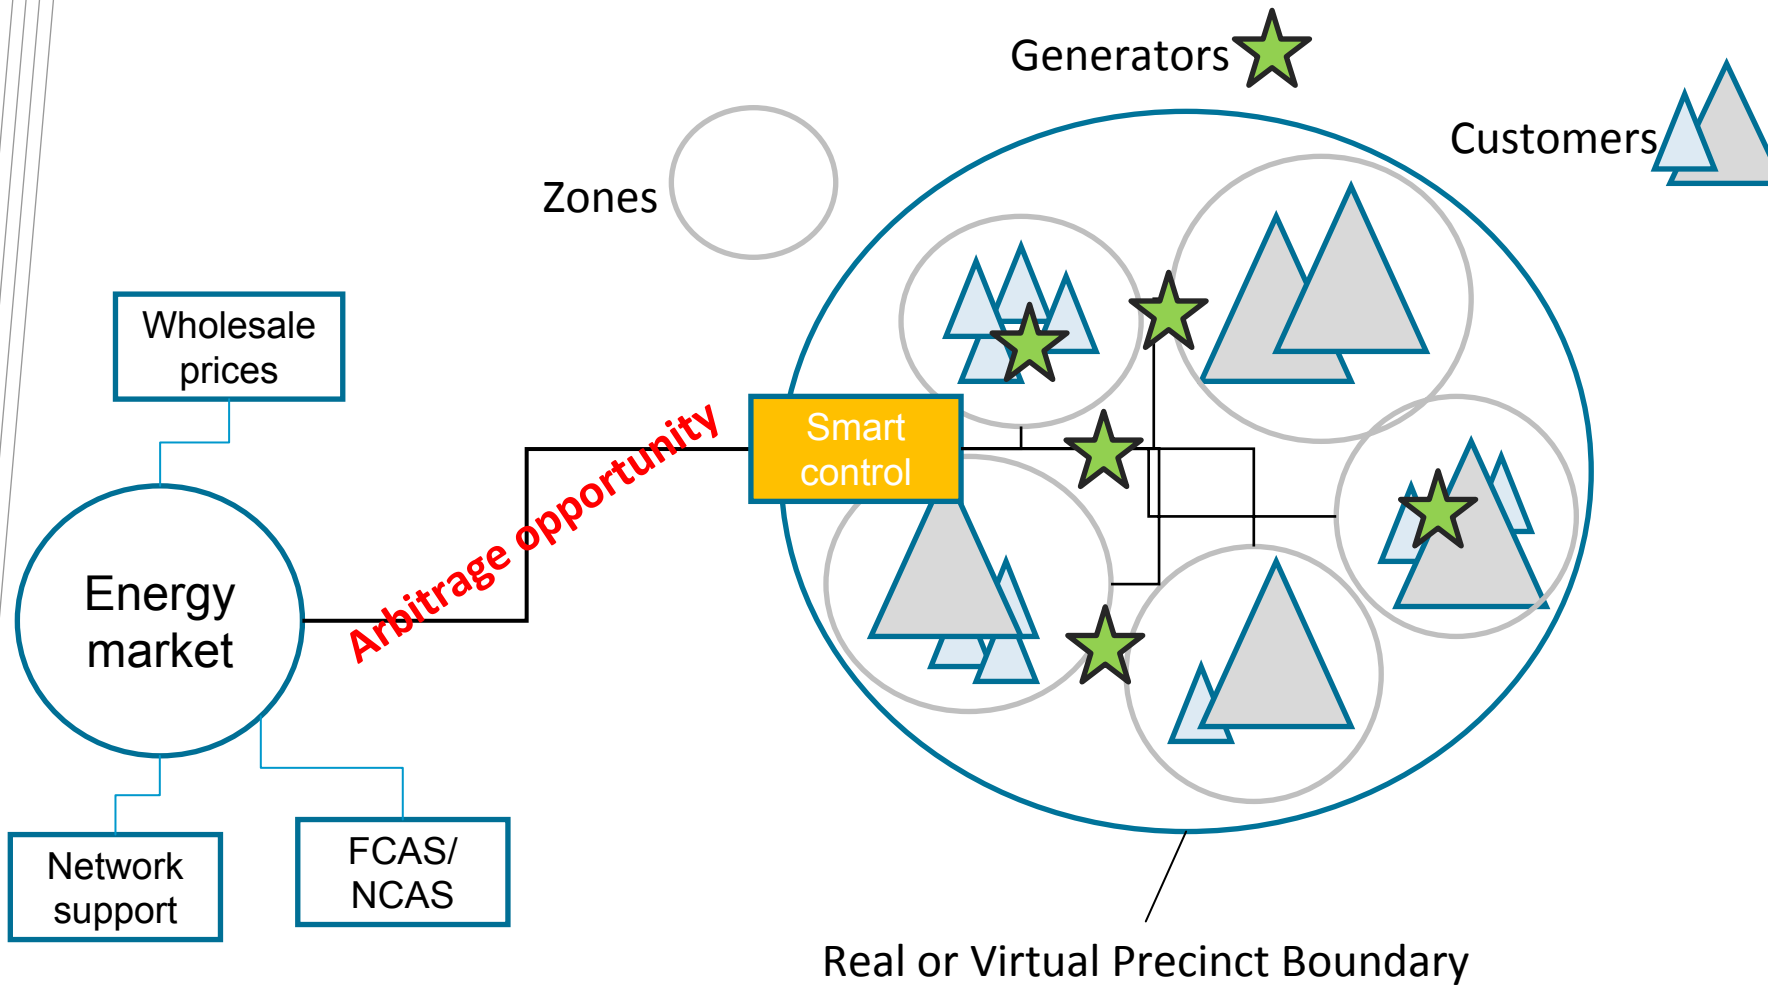 Generators
Customers
Zones
Wholesale
prices
Arbitrage opportunity
Smart
control
Energy
market
Network
support
FCAS/
NCAS
Real or Virtual Precinct Boundary